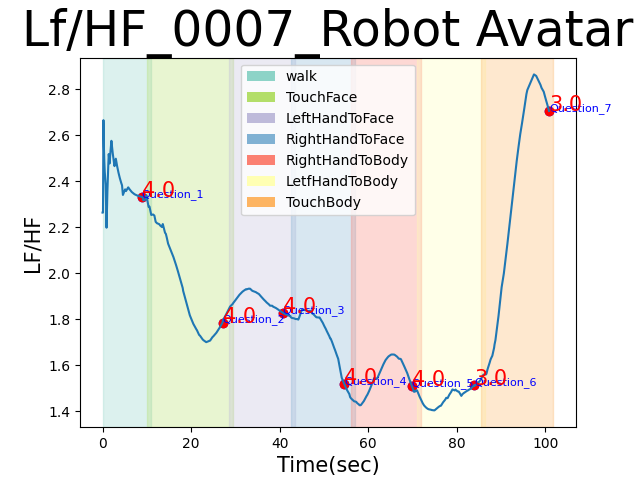 Lf/HF_0007_Robot Avatar
walk
TouchFace
LeftHandToFace
RightHandToFace
RightHandToBody
LetfHandToBody
TouchBody
LF/HF
2.8
2.6
2.4
2.2
2.0
1.8
1.6
1.4
4.0
Question_1
4.0
Question_2
4.0
Question_3
4.0
Question_4
4.0
Question_5
3.0
Question_6
3.0
Question_7
0 20 40 60 80 100
Time(sec)